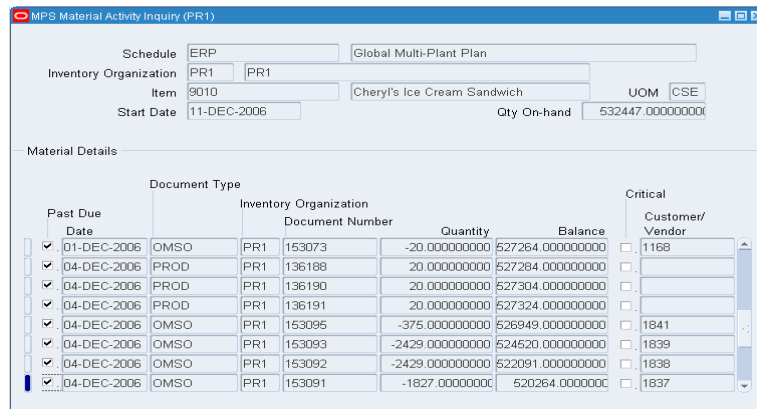 MPS Material Activity Inquiry (PR1)
Schedule ERP Global Multi-Plant Plan
Inventory Organization PR1 PR1
Item 9010 Cheryl's Ice Cream Sandwich UOM CSE
Start Date 11-DEC-2006 Qty On-hand 532447.000000000
Material Details
Document Type
Critical
Inventory Organization
Past Due Document Number Customer/
Date Quantity Balance Vendor
01-DEC-2006 OMSO PR1 153073 -20.000000000 527264.000000000 1168
04-DEC-2006 PROD PR1 136188 20.000000000 527284.000000000
04-DEC-2006 PROD PR1 136190 20.000000000 527304.000000000
04-DEC-2006 PROD PR1 136191 20.000000000 527324.000000000
04-DEC-2006 OMSO PR1 153095 -375.000000000 526949.000000000 1841
04-DEC-2006 OMSO PR1 153093 -2429.000000000 524520.000000000 1839
04-DEC-2006 OMSO PR1 153092 -2429.000000000 522091.000000000 1838
04-DEC-2006 OMSO PR1 153091 -1827.00000000 520264.0000000 1837